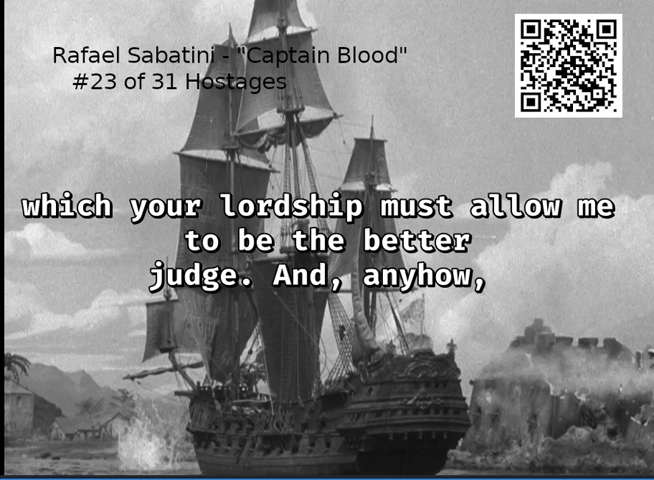 Rafael Sabatini - "Captain Blood"
#23 of 31 Hostages
which your lordship must allow me
to be the better
judge. And, anyhow,